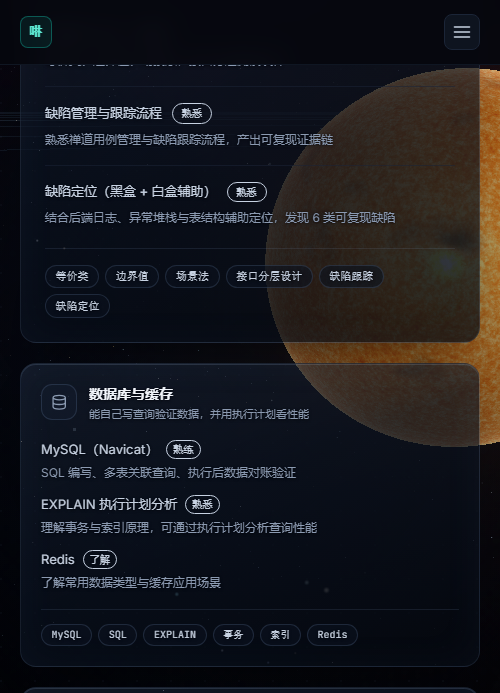 啡
缺陷管理与跟踪流程 熟悉
熟悉禅道用例管理与缺陷跟踪流程，产出可复现证据链
缺陷定位（黑盒 + 白盒辅助） 熟悉
结合后端日志、异常堆栈与表结构辅助定位，发现 6 类可复现缺陷
等价类 边界值 场景法 接口分层设计 缺陷跟踪
缺陷定位
数据库与缓存
能自己写查询验证数据，并用执行计划看性能
MySQL（Navicat） 熟练
SQL 编写、多表关联查询、执行后数据对账验证
EXPLAIN 执行计划分析 熟悉
理解事务与索引原理，可通过执行计划分析查询性能
Redis 了解
了解常用数据类型与缓存应用场景
MySQL SQL EXPLAIN 事务 索引 Redis